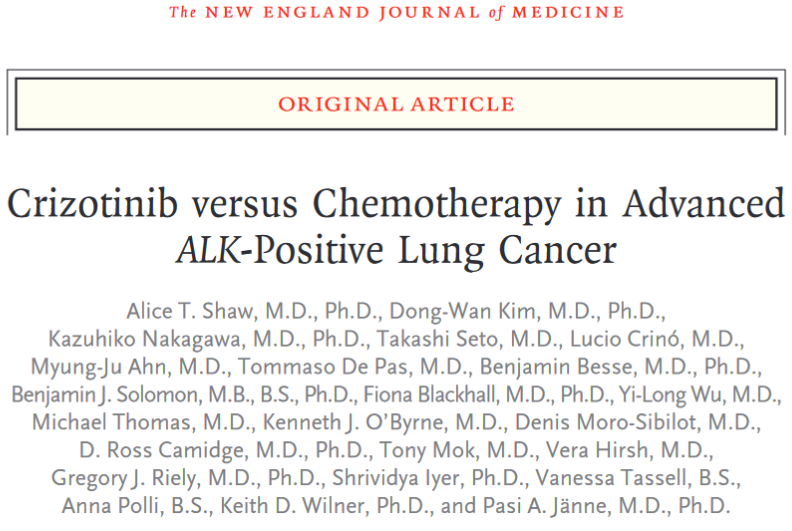 The NEW ENGLAND JOURNAL of MEDICINE
ORIGINAL ARTICLE
Crizotinib versus Chemotherapy in Advanced
ALK-Positive Lung Cancer
Alice T. Shaw, M.D., Ph.D., Dong-Wan Kim, M.D., Ph.D.,
Kazuhiko Nakagawa, M.D., Ph.D., Takashi Seto, M.D., Lucio Crinó, M.D.,
Myung-Ju Ahn, M.D., Tommaso De Pas, M.D., Benjamin Besse, M.D., Ph.D.,
Benjamin J. Solomon, M.B., B.S., Ph.D., Fiona Blackhall, M.D., Ph.D., Yi-Long Wu, M.D.,
Michael Thomas, M.D., Kenneth J. O’Byrne, M.D., Denis Moro-Sibilot, M.D.,
D. Ross Camidge, M.D., Ph.D., Tony Mok, M.D., Vera Hirsh, M.D.,
Gregory J. Riely, M.D., Ph.D., Shrividya Iyer, Ph.D., Vanessa Tassell, B.S.,
Anna Polli, B.S., Keith D. Wilner, Ph.D., and Pasi A. Jänne, M.D., Ph.D.